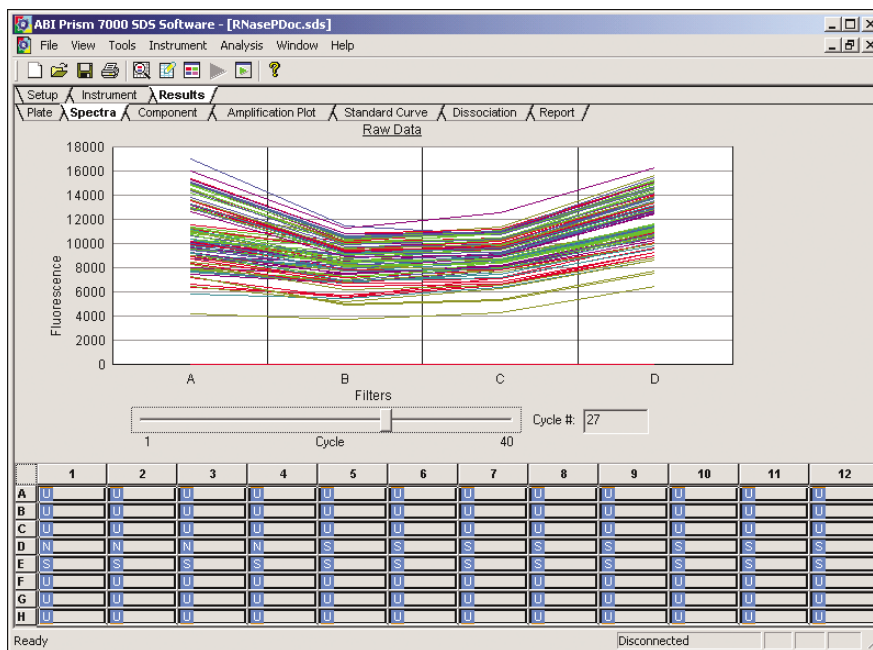 ABI Prism 7000 SDS Software - [RNasePDoc.sds]
File View Tools Instrument Analysis Window Help
Setup Instrument Results
Plate Spectra Component Amplification Plot Standard Curve Dissociation Report
Raw Data
18000
16000
14000
12000
10000
8000
6000
4000
2000
0
Fluorescence
A B C D
Filters
Cycle #: 27
1 Cycle 40
1 2 3 4 5 6 7 8 9 10 11 12
A U U U U U U U U U U U U
B U U U U U U U U U U U U
C U U U U U U U U U U U U
D N N N N S S S S S S S S
E S S S S S S S S S S S S
F U U U U U U U U U U U U
G U U U U U U U U U U U U
H U U U U U U U U U U U U
Ready Disconnected